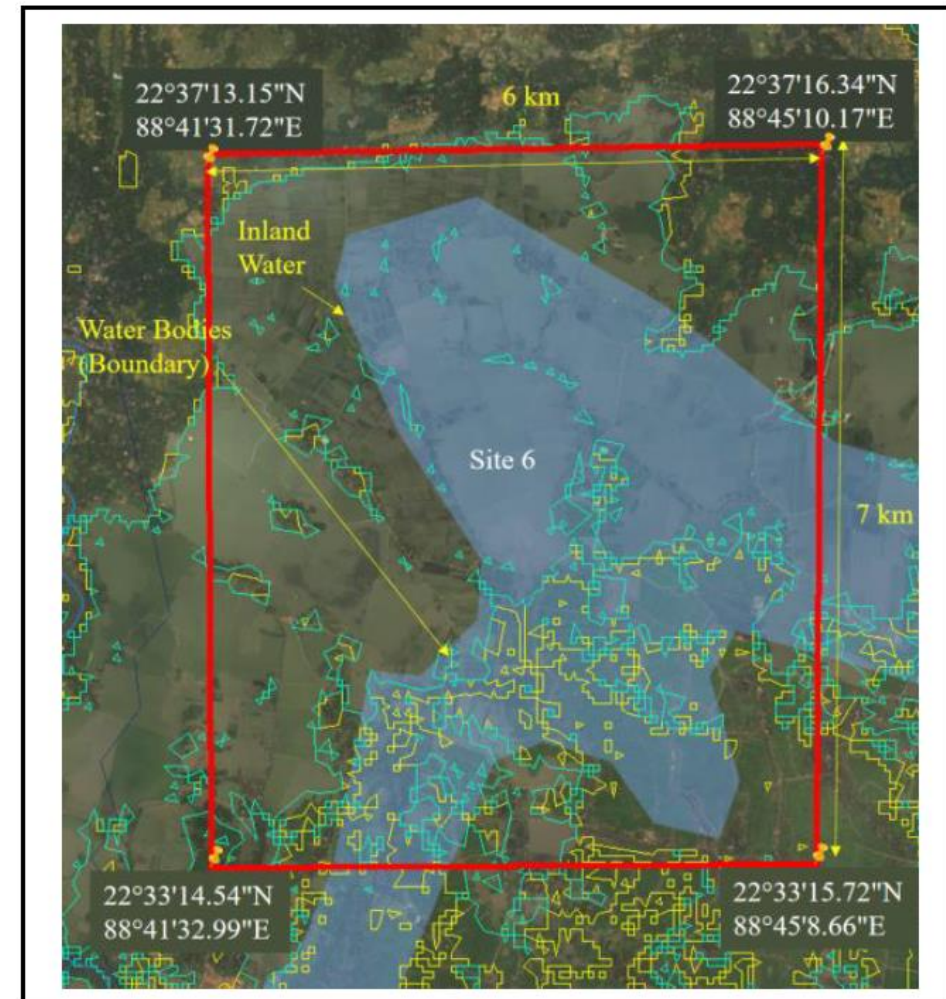 22°37'13.15"N
88°41'31.72"E
6 km
22°37'16.34"N
88°45'10.17"E
Inland
Water
Water Bodies
(Boundary)
Site 6
7 km
22°33'14.54"N
88°41'32.99"E
22°33'15.72"N
88°45'8.66"E